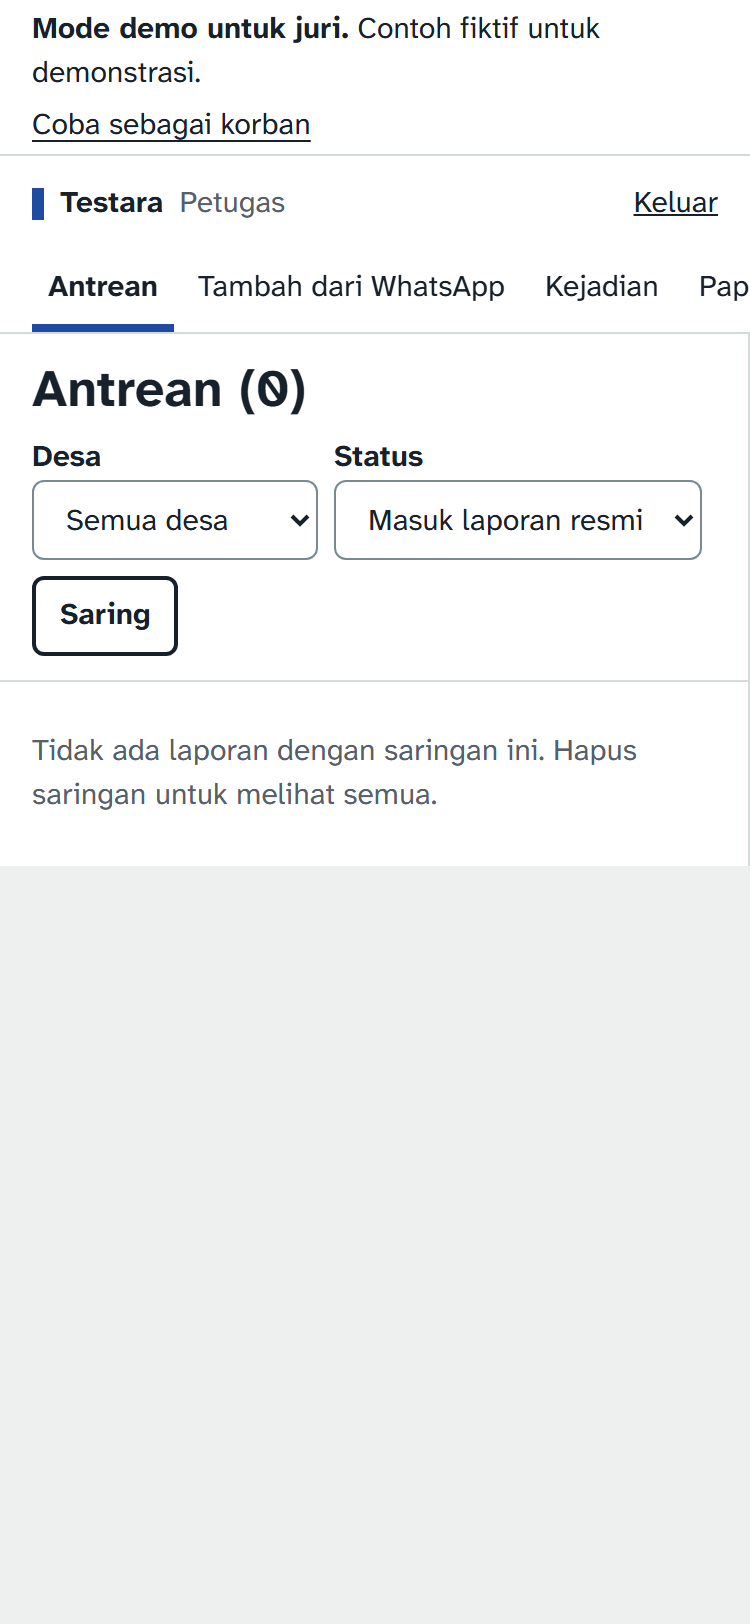 Mode demo untuk juri. Contoh fiktif untuk
demonstrasi.
Coba sebagai korban
Testara Petugas Keluar
Antrean Tambah dari WhatsApp Kejadian Pap
Antrean (0)
Desa Status
Semua desa Masuk laporan resmi
Saring
Tidak ada laporan dengan saringan ini. Hapus
saringan untuk melihat semua.